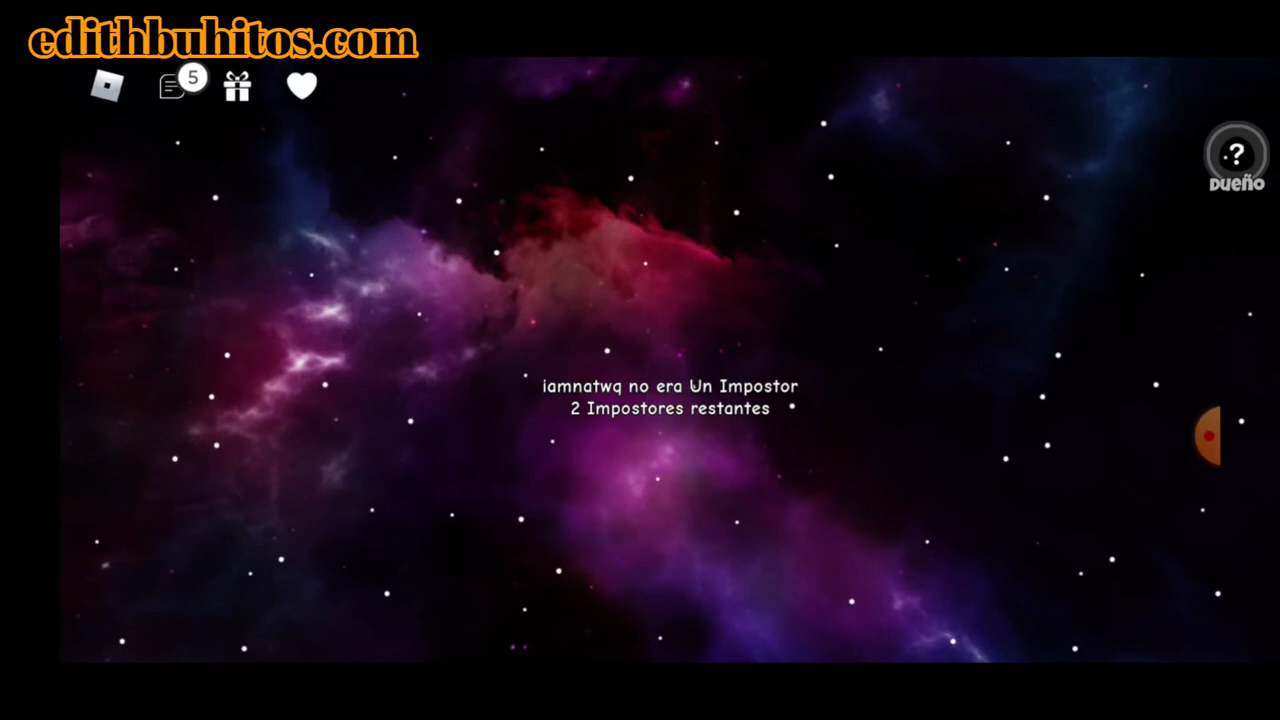 edithbuhitos.com
5
?
DUEÑO
iamnatwq no era Un Impostor
2 Impostores restantes